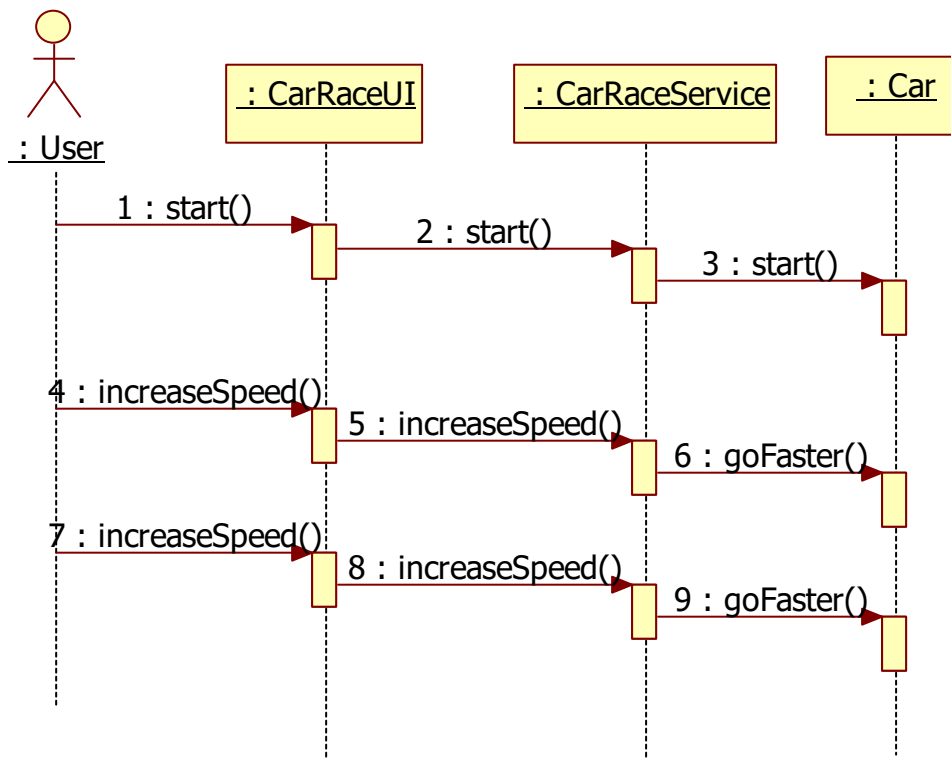 : User
: CarRaceUI
: CarRaceService
: Car
1 : start()
2 : start()
3 : start()
4 : increaseSpeed()
5 : increaseSpeed()
6 : goFaster()
7 : increaseSpeed()
8 : increaseSpeed()
9 : goFaster()